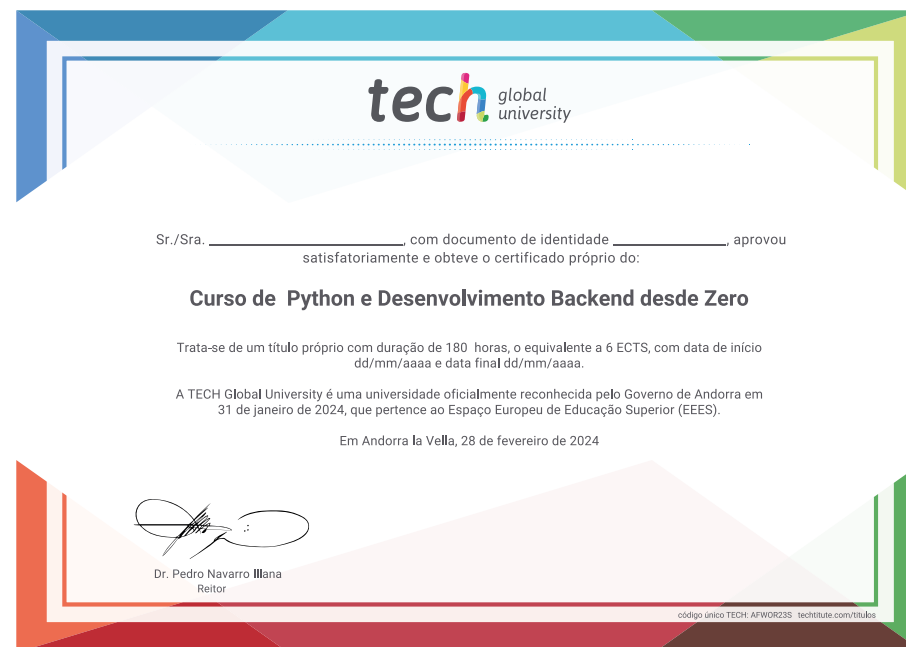 tech global
university
Sr./Sra. ________________, com documento de identidade ________________, aprovou
satisfatoriamente e obteve o certificado próprio do:
Curso de Python e Desenvolvimento Backend desde Zero
Trata-se de um título próprio com duração de 180 horas, o equivalente a 6 ECTS, com data de início
dd/mm/aaaa e data final dd/mm/aaaa.
A TECH Global University é uma universidade oficialmente reconhecida pelo Governo de Andorra em
31 de janeiro de 2024, que pertence ao Espaço Europeu de Educação Superior (EEES).
Em Andorra la Vella, 28 de fevereiro de 2024
Dr. Pedro Navarro Illana
Reitor
código único TECH: AFWOR23S techtitute.com/titulos